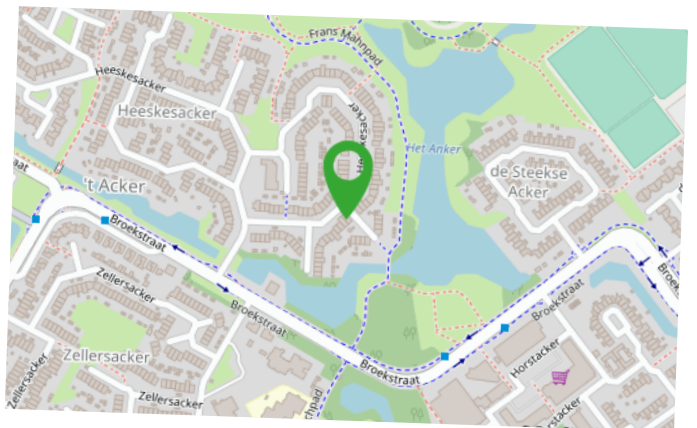 Frans Mahnpad
Heeskesacker
Heeskesacker
Heeskesacker
Het Anker
de Steekse
Acker
't Acker
Broekstraat
Zellersacker
Broekstraat
Broekstraat
Broekstraat
Horstacker
Zellersacker
Zellersacker
Zellersacker